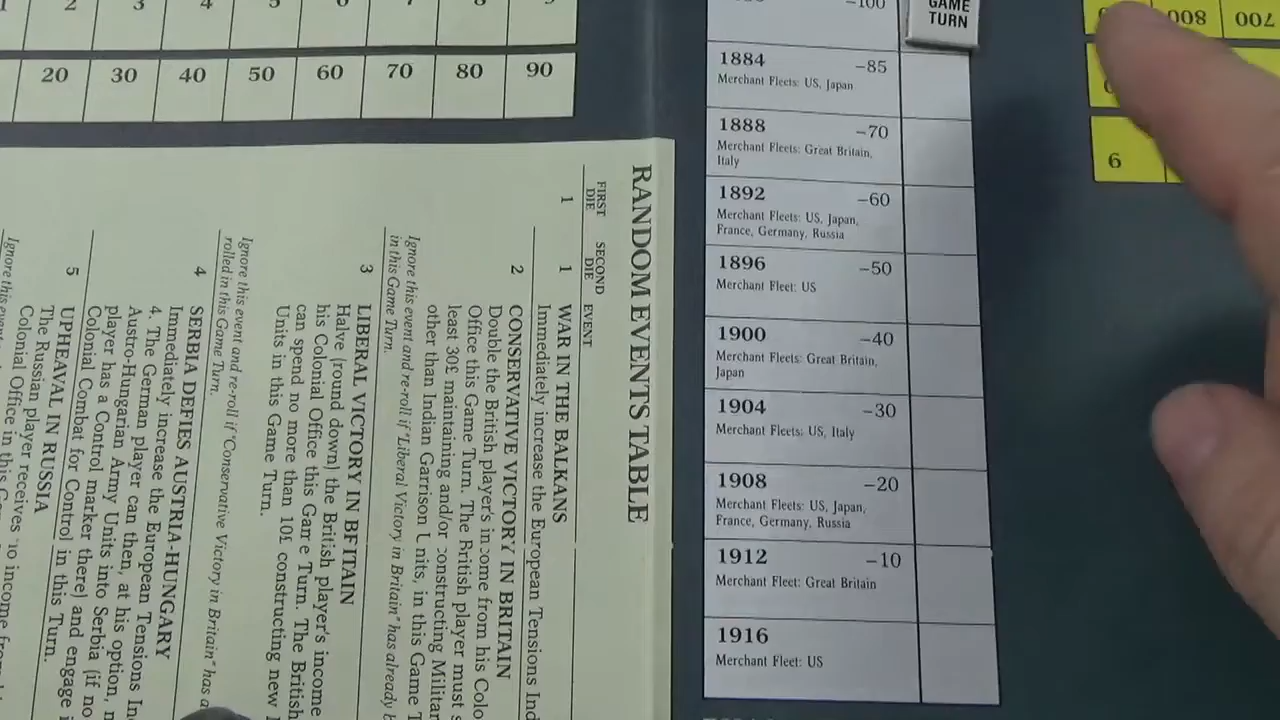 20 30 40 50 60 70 80 90
-100
GAME
TURN
800 700
6
1884 -85
Merchant Fleets: US, Japan
1888 -70
Merchant Fleets: Great Britain,
Italy
1892 -60
Merchant Fleets: US, Japan,
France, Germany, Russia
1896 -50
Merchant Fleet: US
1900 -40
Merchant Fleets: Great Britain,
Japan
1904 -30
Merchant Fleets: US, Italy
1908 -20
Merchant Fleets: US, Japan,
France, Germany, Russia
1912 -10
Merchant Fleet: Great Britain
1916
Merchant Fleet: US
RANDOM EVENTS TABLE
FIRST DIE
SECOND DIE
EVENT
1 1 WAR IN THE BALKANS
Immediately increase the European Tensions
2 CONSERVATIVE VICTORY IN BRITAIN
Double the British player's income from his
Office this Game Turn. The British player must
least 30£ maintaining and/or constructing
other than Indian Garrison Units, in this Game
Ignore this event and re-roll if "Liberal Victory in Britain" has already
in this Game Turn.
3 LIBERAL VICTORY IN BRITAIN
Halve (round down) the British player's income
his Colonial Office this Game Turn. The British
can spend no more than 10£ constructing new
Units in this Game Turn.
Ignore this event and re-roll if "Conservative Victory in Britain" has
rolled in this Game Turn.
4 SERBIA DEFIES AUSTRIA-HUNGARY
Immediately increase the European Tensions
4. The German player can then, at his option,
Austro-Hungarian Army Units into Serbia (if no
player has a Control marker there) and engage
Colonial Combat for Control in this Turn.
5 UPHEAVAL IN RUSSIA
The Russian player receives no income from
Colonial Office in this